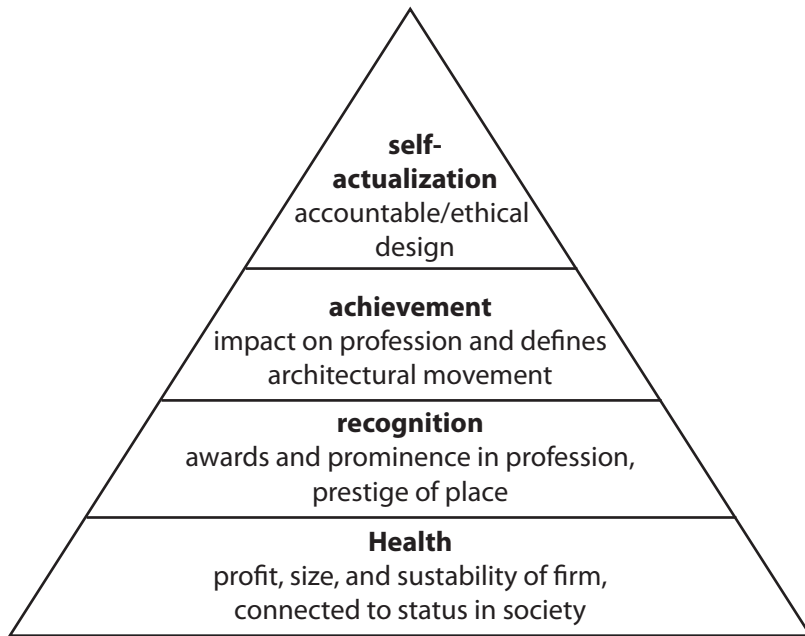 self-
actualization
accountable/ethical
design
achievement
impact on profession and defines
architectural movement
recognition
awards and prominence in profession,
prestige of place
Health
profit, size, and sustability of firm,
connected to status in society